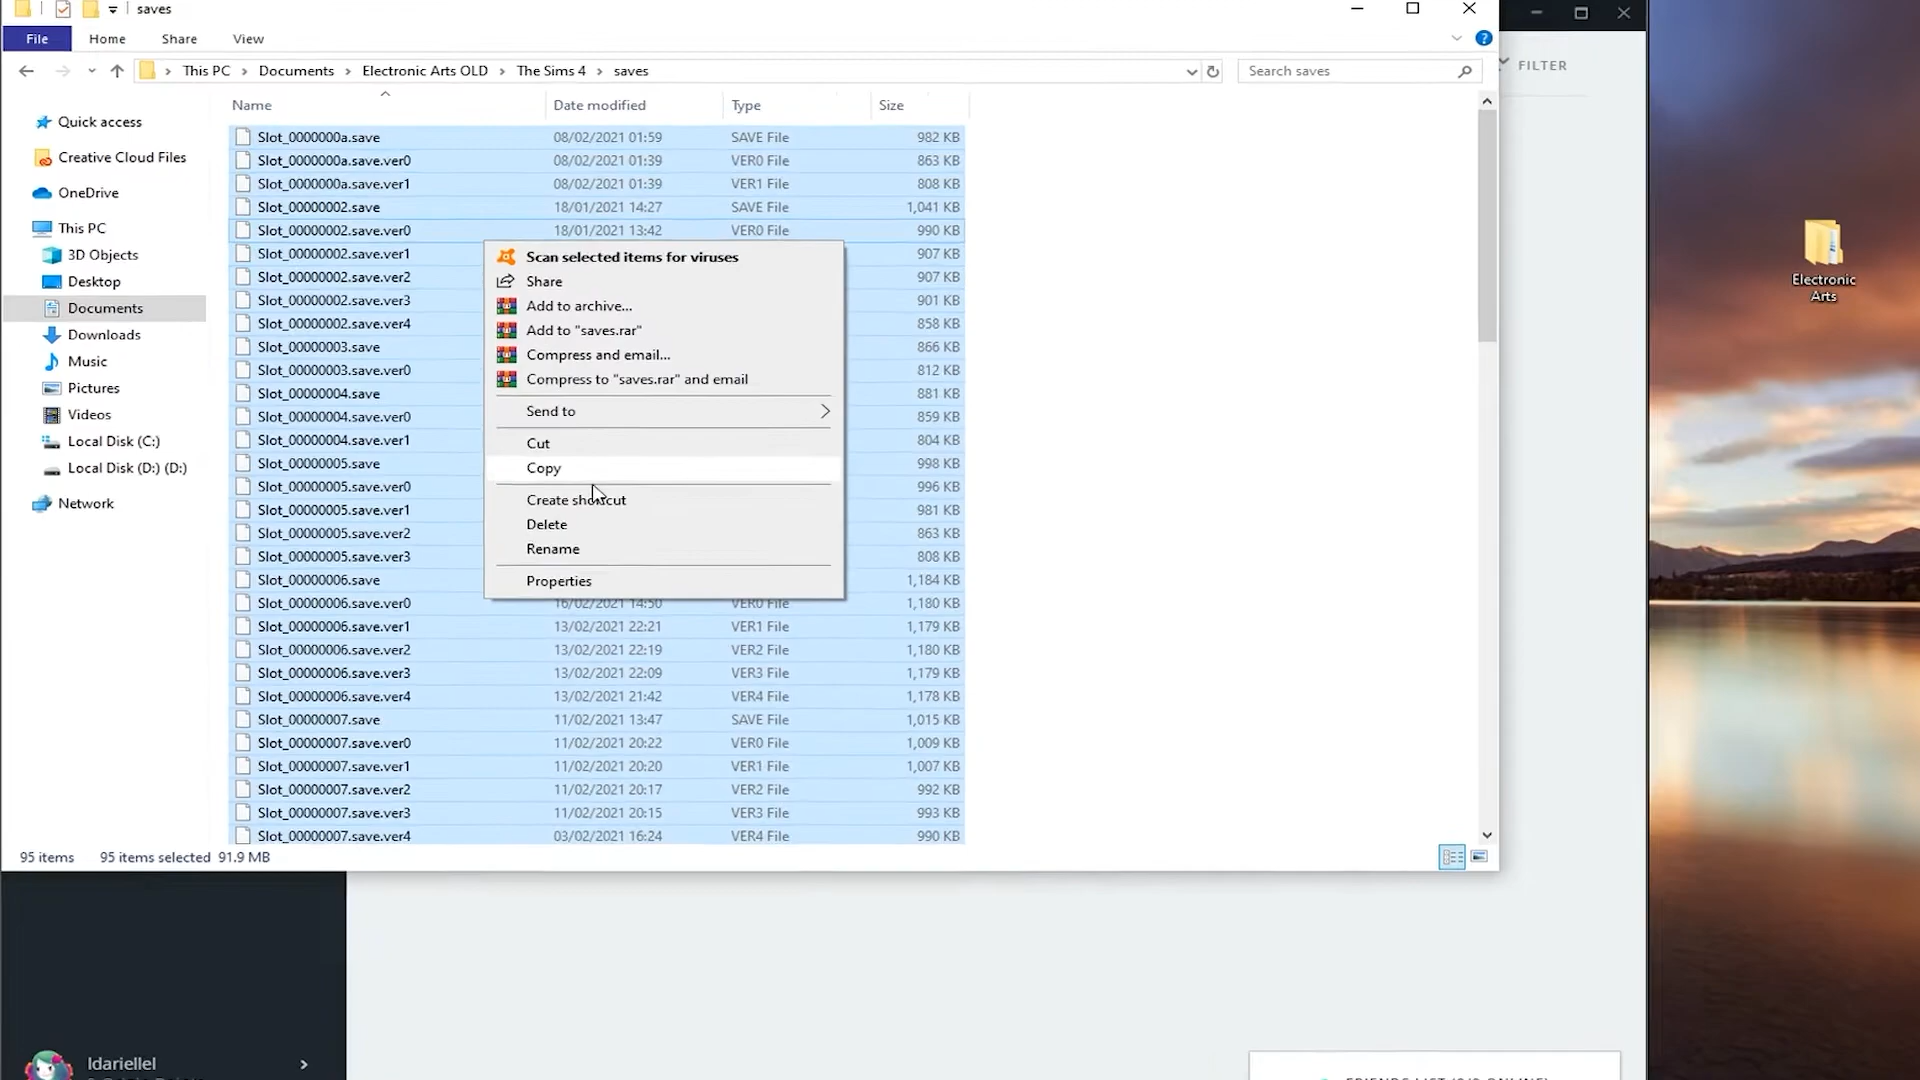 saves
File Home Share View
This PC Documents Electronic Arts OLD The Sims 4 saves
Search saves
FILTER
Name Date modified Type Size
Quick access
Creative Cloud Files
OneDrive
This PC
3D Objects
Desktop
Documents
Downloads
Music
Pictures
Videos
Local Disk (C:)
Local Disk (D:) (D:)
Network
Slot_0000000a.save 08/02/2021 01:59 SAVE File 982 KB
Slot_0000000a.save.ver0 08/02/2021 01:39 VER0 File 863 KB
Slot_0000000a.save.ver1 08/02/2021 01:39 VER1 File 808 KB
Slot_00000002.save 18/01/2021 14:27 SAVE File 1,041 KB
Slot_00000002.save.ver0 18/01/2021 13:42 VER0 File 990 KB
Slot_00000002.save.ver1 907 KB
Slot_00000002.save.ver2 907 KB
Slot_00000002.save.ver3 901 KB
Slot_00000002.save.ver4 858 KB
Slot_00000003.save 866 KB
Slot_00000003.save.ver0 812 KB
Slot_00000004.save 881 KB
Slot_00000004.save.ver0 859 KB
Slot_00000004.save.ver1 804 KB
Slot_00000005.save 998 KB
Slot_00000005.save.ver0 996 KB
Slot_00000005.save.ver1 981 KB
Slot_00000005.save.ver2 863 KB
Slot_00000005.save.ver3 808 KB
Slot_00000006.save 1,184 KB
Slot_00000006.save.ver0 16/02/2021 14:50 VER0 File 1,180 KB
Slot_00000006.save.ver1 13/02/2021 22:21 VER1 File 1,179 KB
Slot_00000006.save.ver2 13/02/2021 22:19 VER2 File 1,180 KB
Slot_00000006.save.ver3 13/02/2021 22:09 VER3 File 1,179 KB
Slot_00000006.save.ver4 13/02/2021 21:42 VER4 File 1,178 KB
Slot_00000007.save 11/02/2021 13:47 SAVE File 1,015 KB
Slot_00000007.save.ver0 11/02/2021 20:22 VER0 File 1,009 KB
Slot_00000007.save.ver1 11/02/2021 20:20 VER1 File 1,007 KB
Slot_00000007.save.ver2 11/02/2021 20:17 VER2 File 992 KB
Slot_00000007.save.ver3 11/02/2021 20:15 VER3 File 993 KB
Slot_00000007.save.ver4 03/02/2021 16:24 VER4 File 990 KB
Scan selected items for viruses
Share
Add to archive...
Add to "saves.rar"
Compress and email...
Compress to "saves.rar" and email
Send to
Cut
Copy
Create shortcut
Delete
Rename
Properties
95 items 95 items selected 91.9 MB
Electronic
Arts
ldariellel